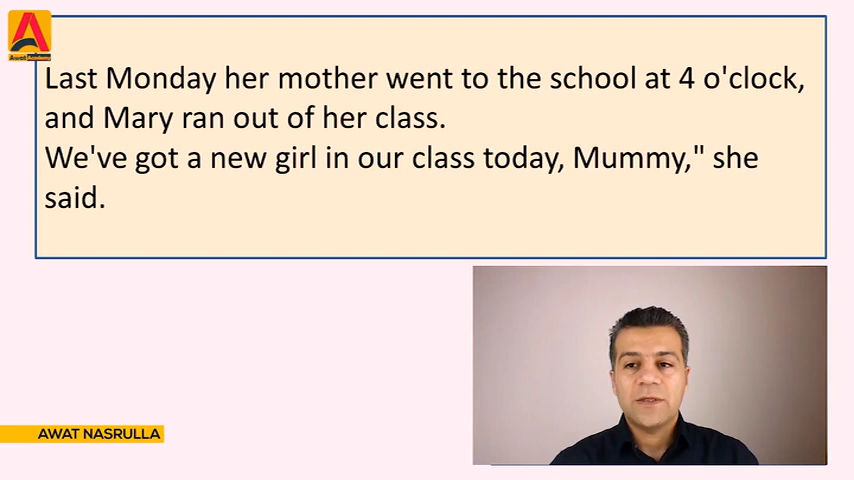 Last Monday her mother went to the school at 4 o'clock,
and Mary ran out of her class.
We've got a new girl in our class today, Mummy," she
said.
AWAT NASRULLA